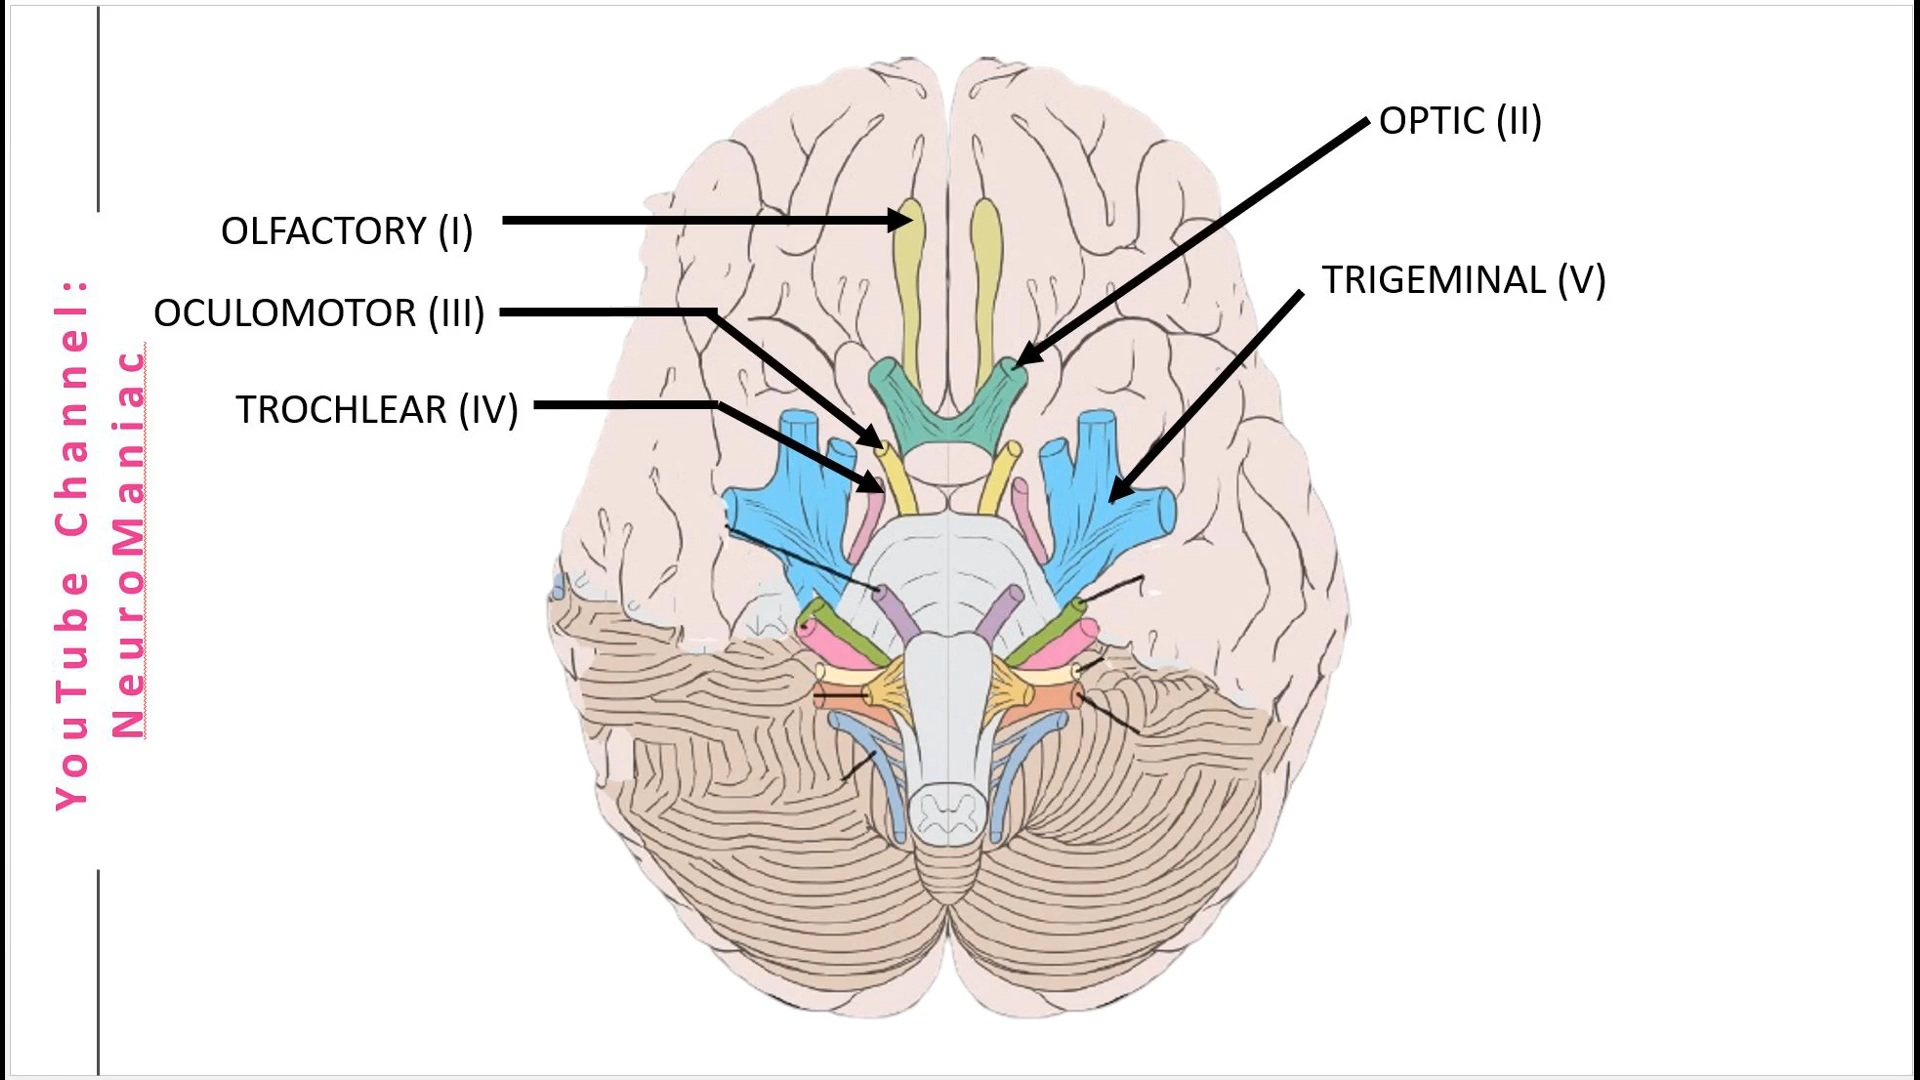 YouTube Channel:
NeuroManiac
OPTIC (II)
OLFACTORY (I)
TRIGEMINAL (V)
OCULOMOTOR (III)
TROCHLEAR (IV)